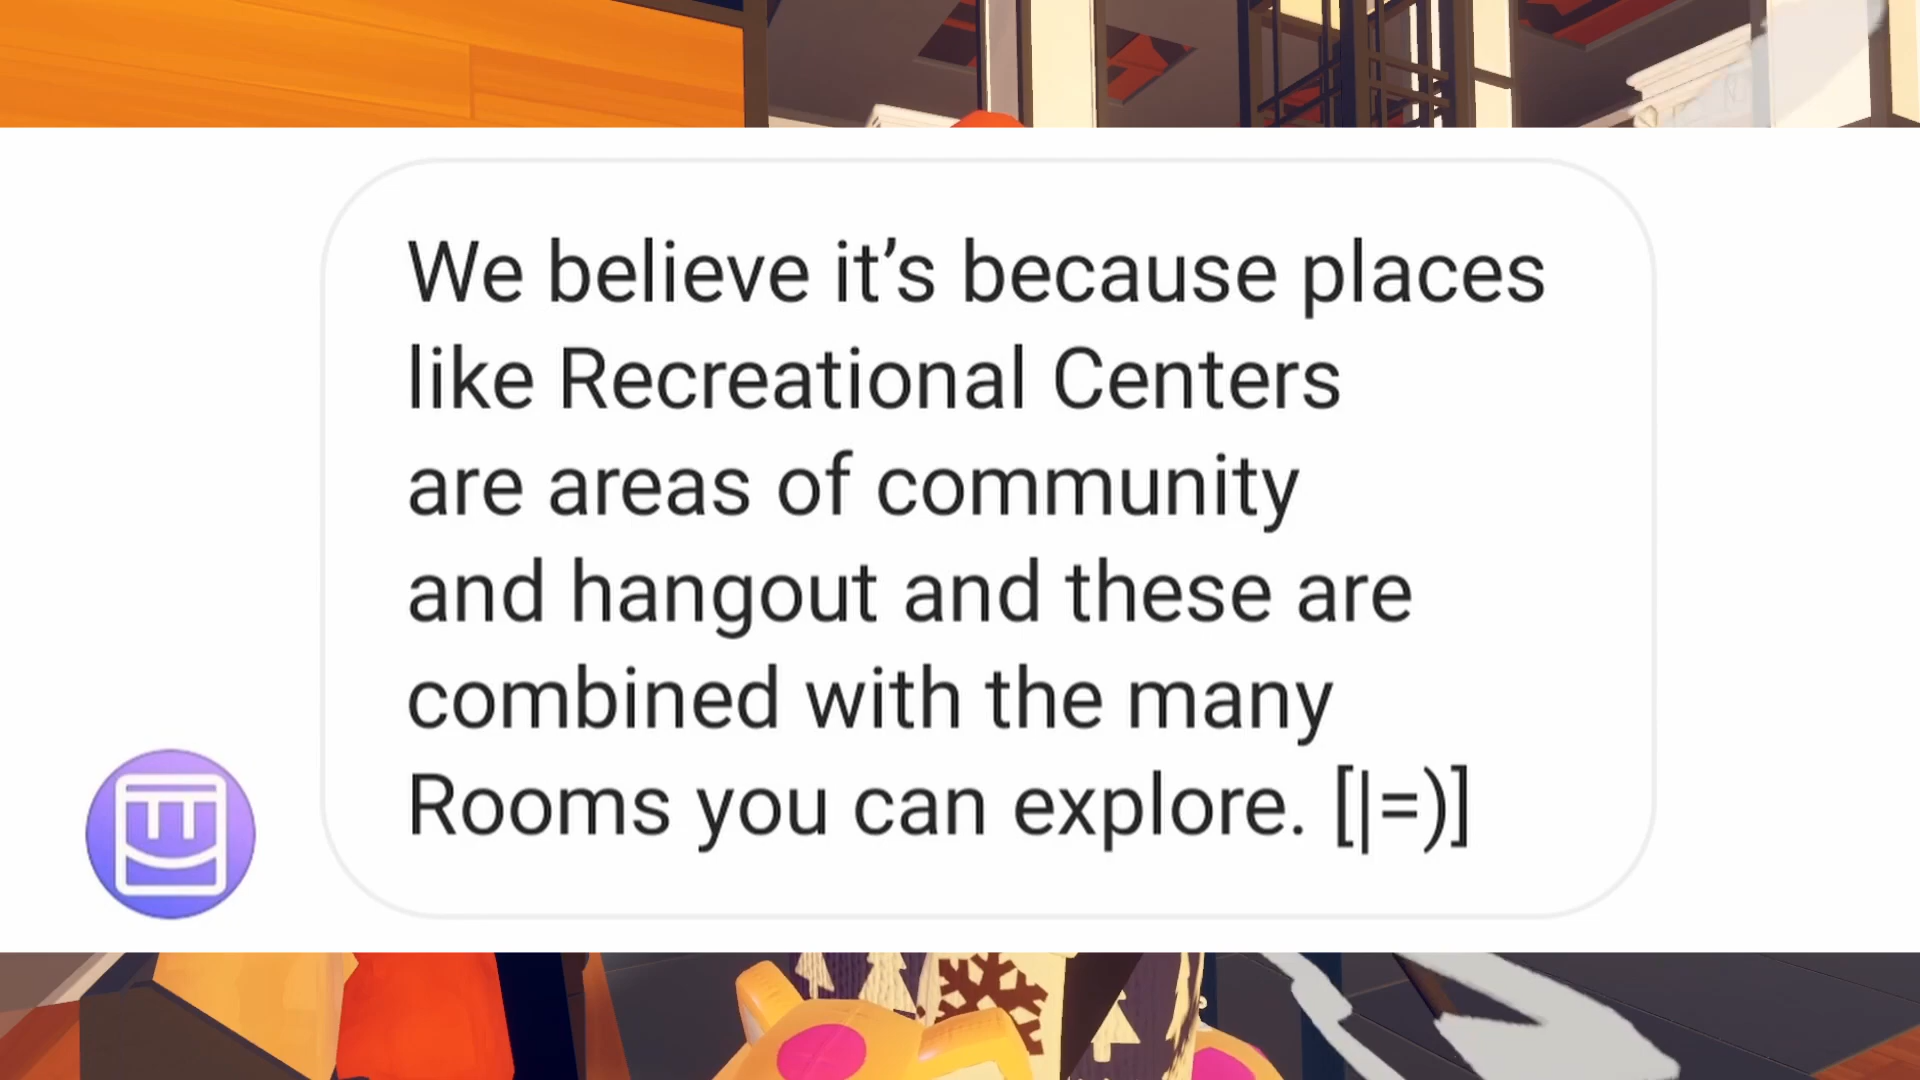 We believe it’s because places
like Recreational Centers
are areas of community
and hangout and these are
combined with the many
Rooms you can explore. [|=)]